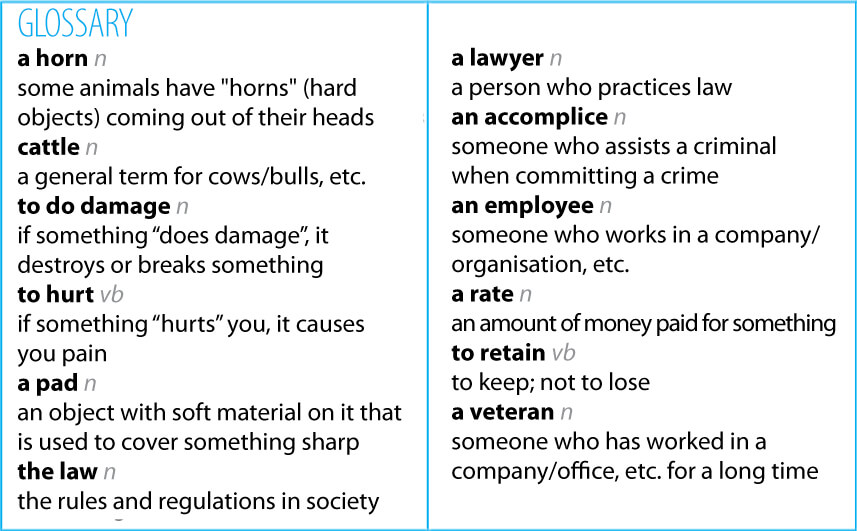 GLOSSARY
a horn n
some animals have "horns" (hard
objects) coming out of their heads
cattle n
a general term for cows/bulls, etc.
to do damage n
if something “does damage”, it
destroys or breaks something
to hurt vb
if something “hurts” you, it causes
you pain
a pad n
an object with soft material on it that
is used to cover something sharp
the law n
the rules and regulations in society
a lawyer n
a person who practices law
an accomplice n
someone who assists a criminal
when committing a crime
an employee n
someone who works in a company/
organisation, etc.
a rate n
an amount of money paid for something
to retain vb
to keep; not to lose
a veteran n
someone who has worked in a
company/office, etc. for a long time